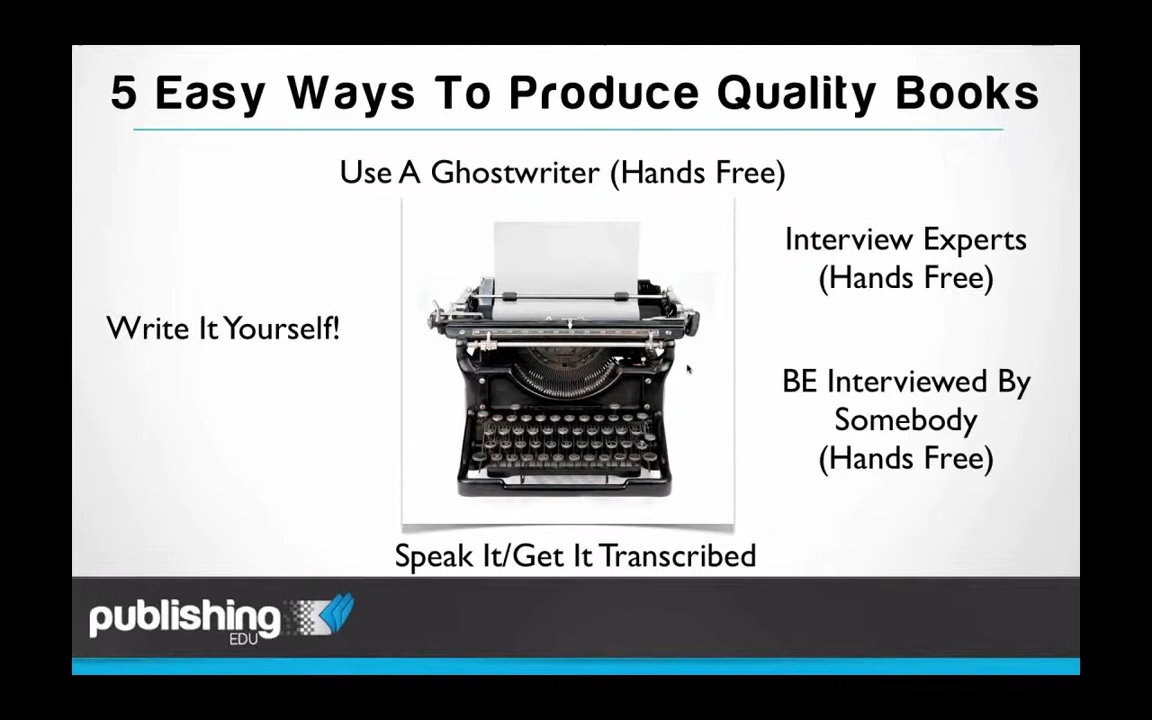 5 Easy Ways To Produce Quality Books
Use A Ghostwriter (Hands Free)
Interview Experts
(Hands Free)
Write It Yourself!
BE Interviewed By
Somebody
(Hands Free)
Speak It/Get It Transcribed
publishing
EDU